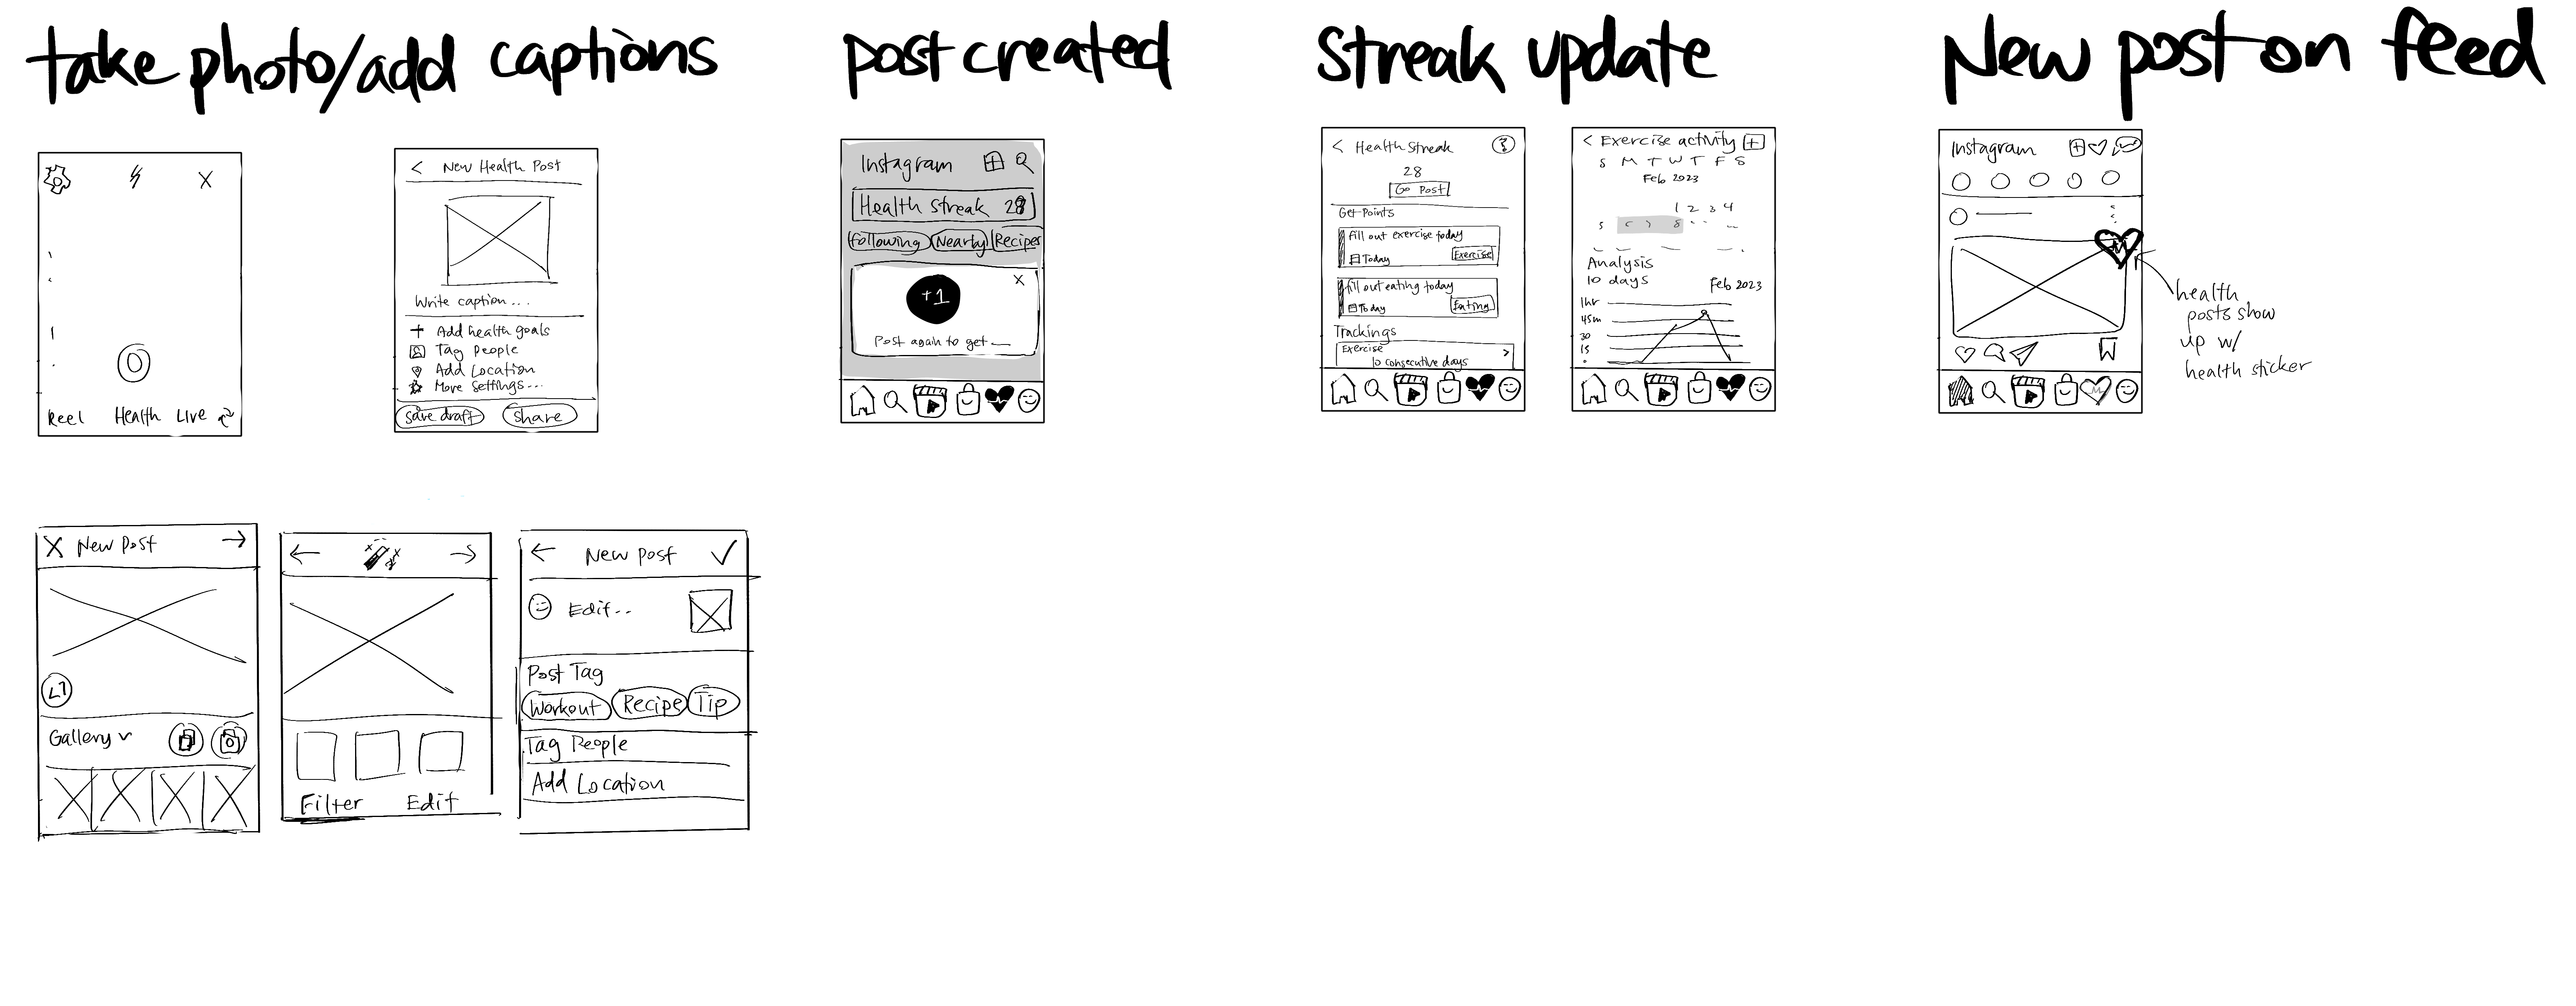 take photo/add captions
post created
Streak update
New post on feed
X
Reel Health Live
< New Health Post
Write caption...
+ Add health goals
Tag People
Add Location
More Settings...
Save draft Share
Instagram
Health Streak 28
Following Nearby Recipes
X
+1
Post again to get
< Health Streak ?
28
Go Post
Get Points
Fill out exercise today
Today Exercise
fill out eating today
Today Eating
Trackings
Exercise >
10 consecutive days
< Exercise activity +
S M T W T F S
Feb 2023
1 2 3 4
5 6 7 8
Analysis
10 days Feb 2023
1hr
45m
30
15
0
Instagram
health
posts show
up w/
health sticker
X New Post →
Gallery
← →
Filter Edit
← New Post ✓
Edit..
Post Tag
Workout Recipe Tip
Tag People
Add Location